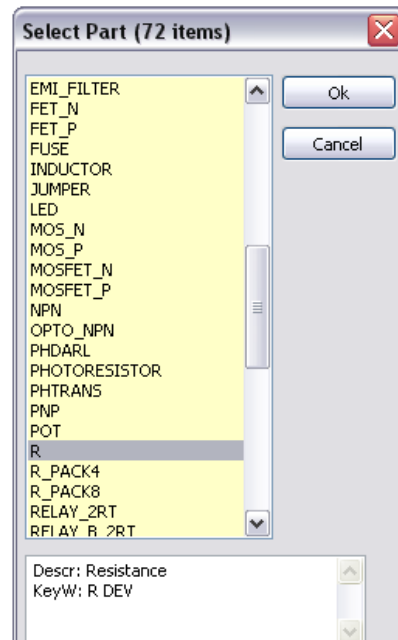 Select Part (72 items)
EMI_FILTER
FET_N
FET_P
FUSE
INDUCTOR
JUMPER
LED
MOS_N
MOS_P
MOSFET_N
MOSFET_P
NPN
OPTO_NPN
PHDARL
PHOTORESISTOR
PHTRANS
PNP
POT
R
R_PACK4
R_PACK8
RELAY_2RT
RELAY_B_2RT
Ok
Cancel
Descr: Resistance
KeyW: R DEV